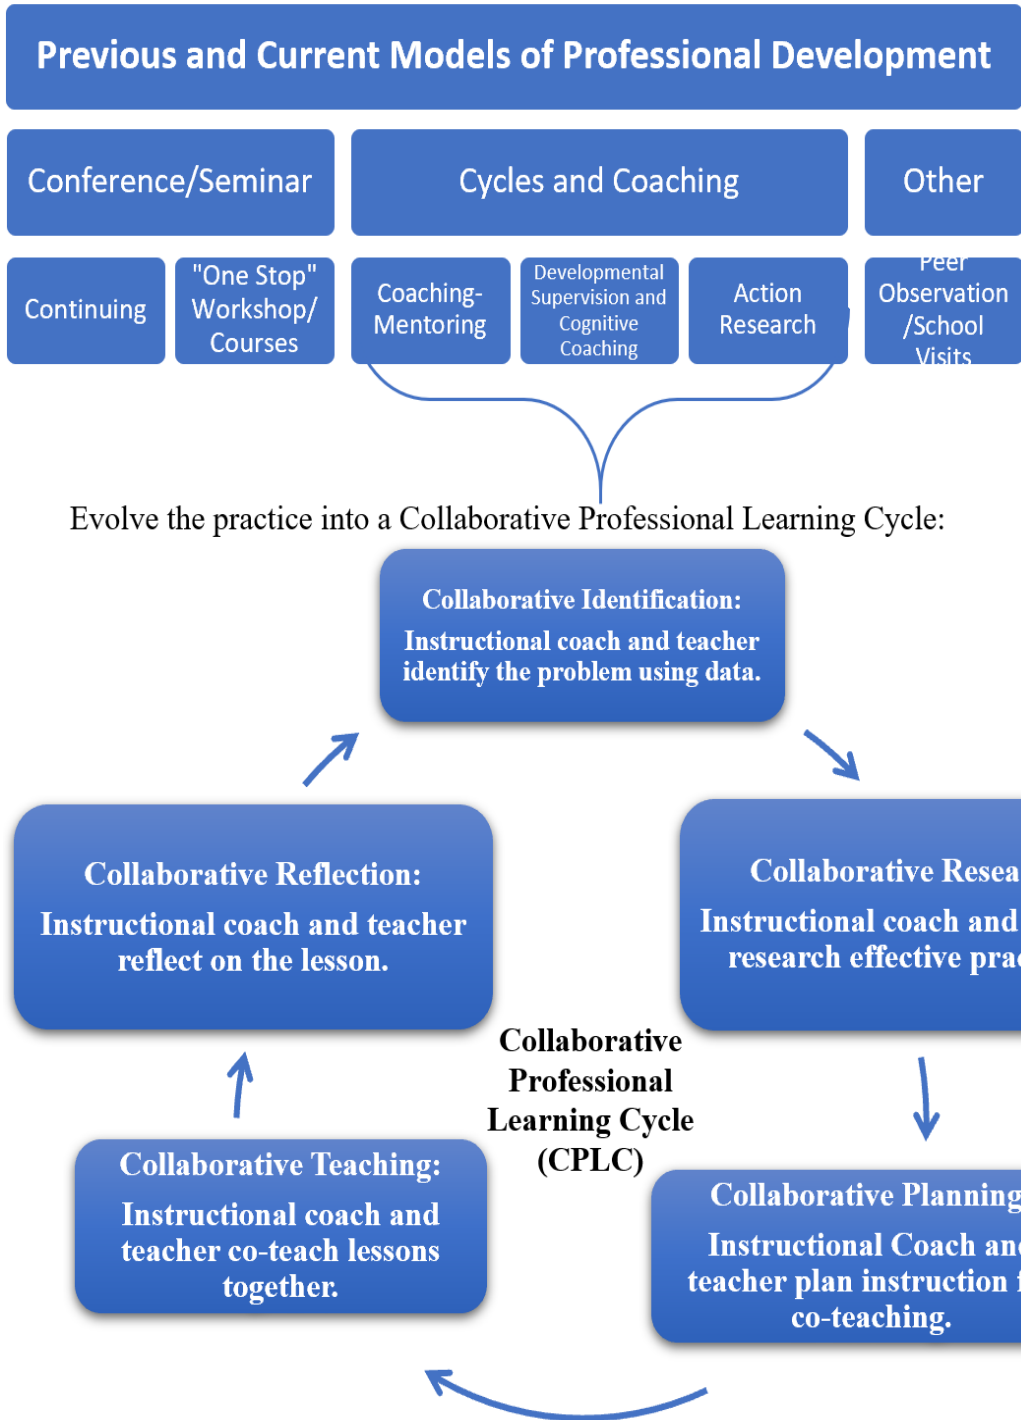 Previous and Current Models of Professional Development
Conference/Seminar
Cycles and Coaching
Other
Continuing
"One Stop"
Workshop/
Courses
Coaching-
Mentoring
Developmental
Supervision and
Cognitive
Coaching
Action
Research
Peer
Observation
/School
Visits
Evolve the practice into a Collaborative Professional Learning Cycle:
Collaborative Identification:
Instructional coach and teacher
identify the problem using data.
Collaborative
Instructional coach and
research effective
Collaborative Planning
Instructional Coach
teacher plan instruction
co-teaching.
Collaborative Teaching:
Instructional coach and
teacher co-teach lessons
together.
Collaborative Reflection:
Instructional coach and teacher
reflect on the lesson.
Collaborative
Professional
Learning Cycle
(CPLC)